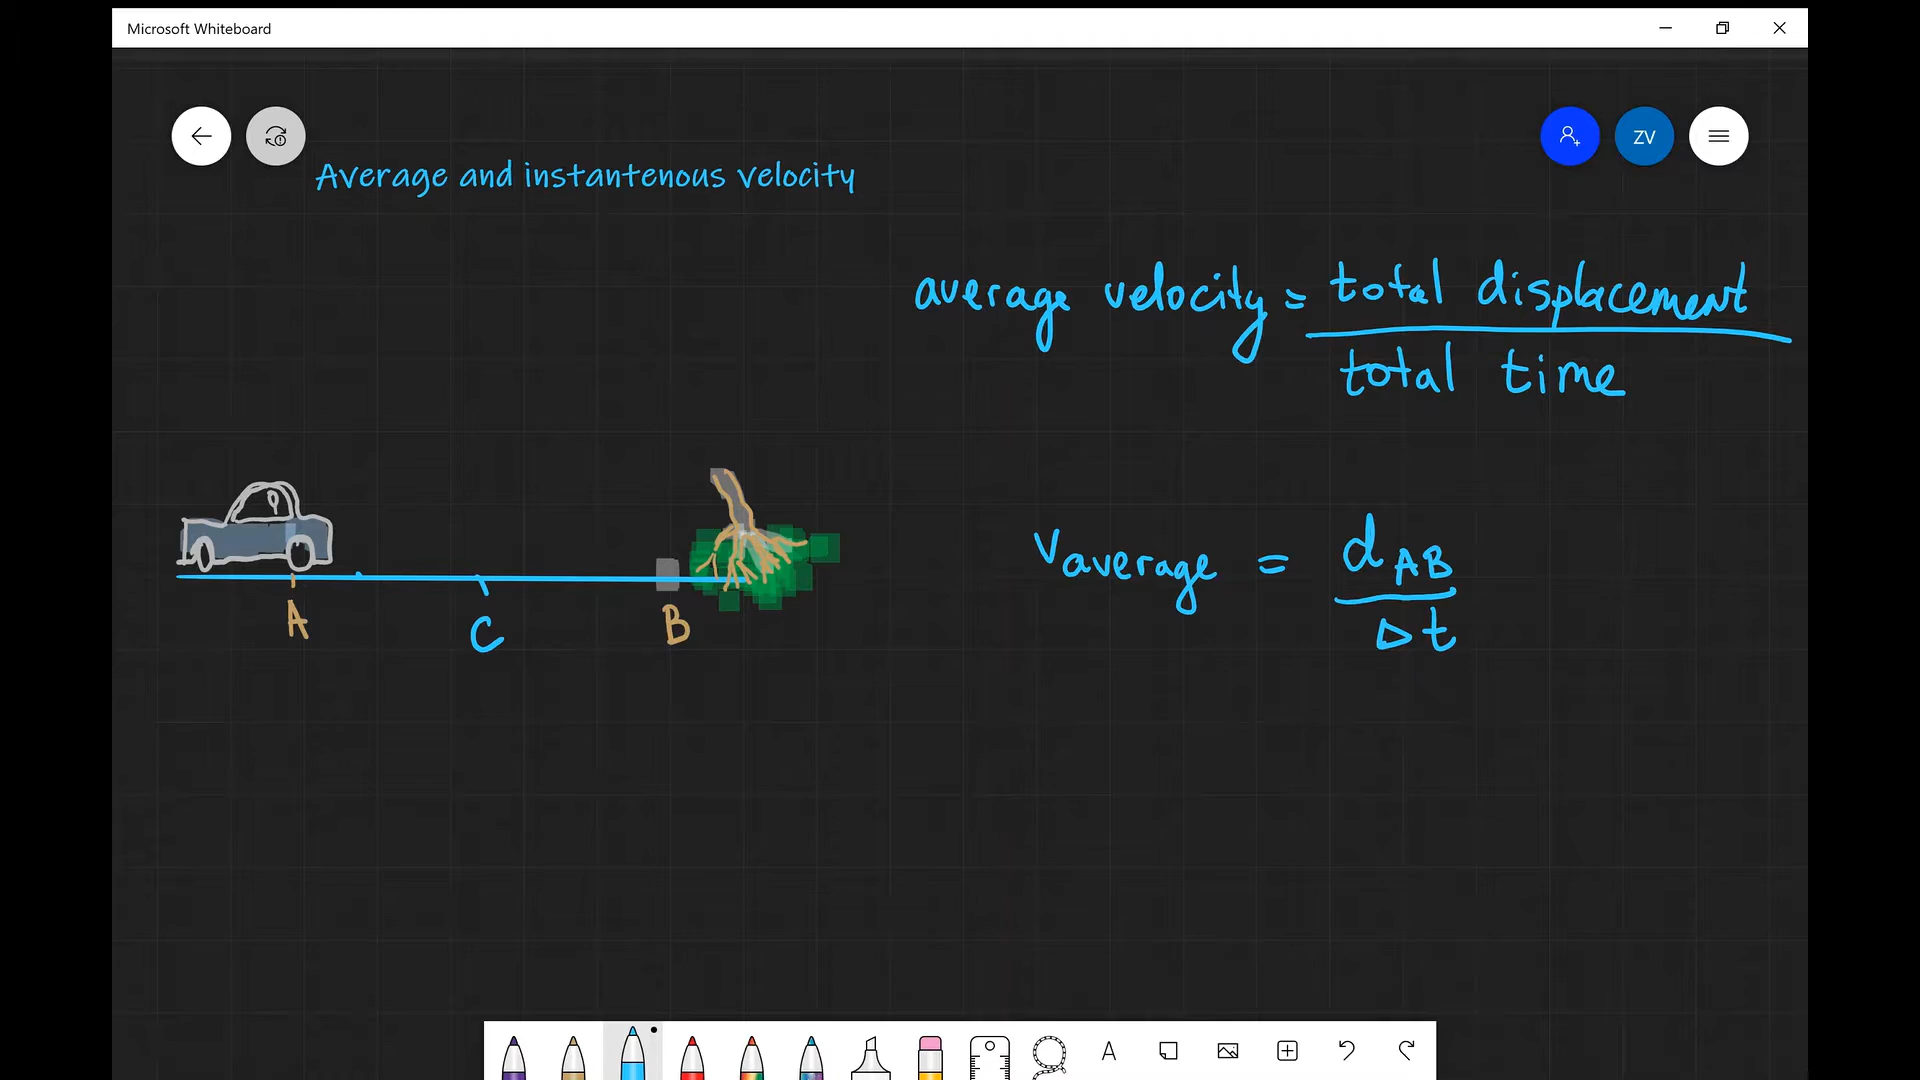 Microsoft Whiteboard
ZV
Average and instantenous velocity
average velocity = total displacement
total time
A
C
B
Vaverage = dAB
Δt
A